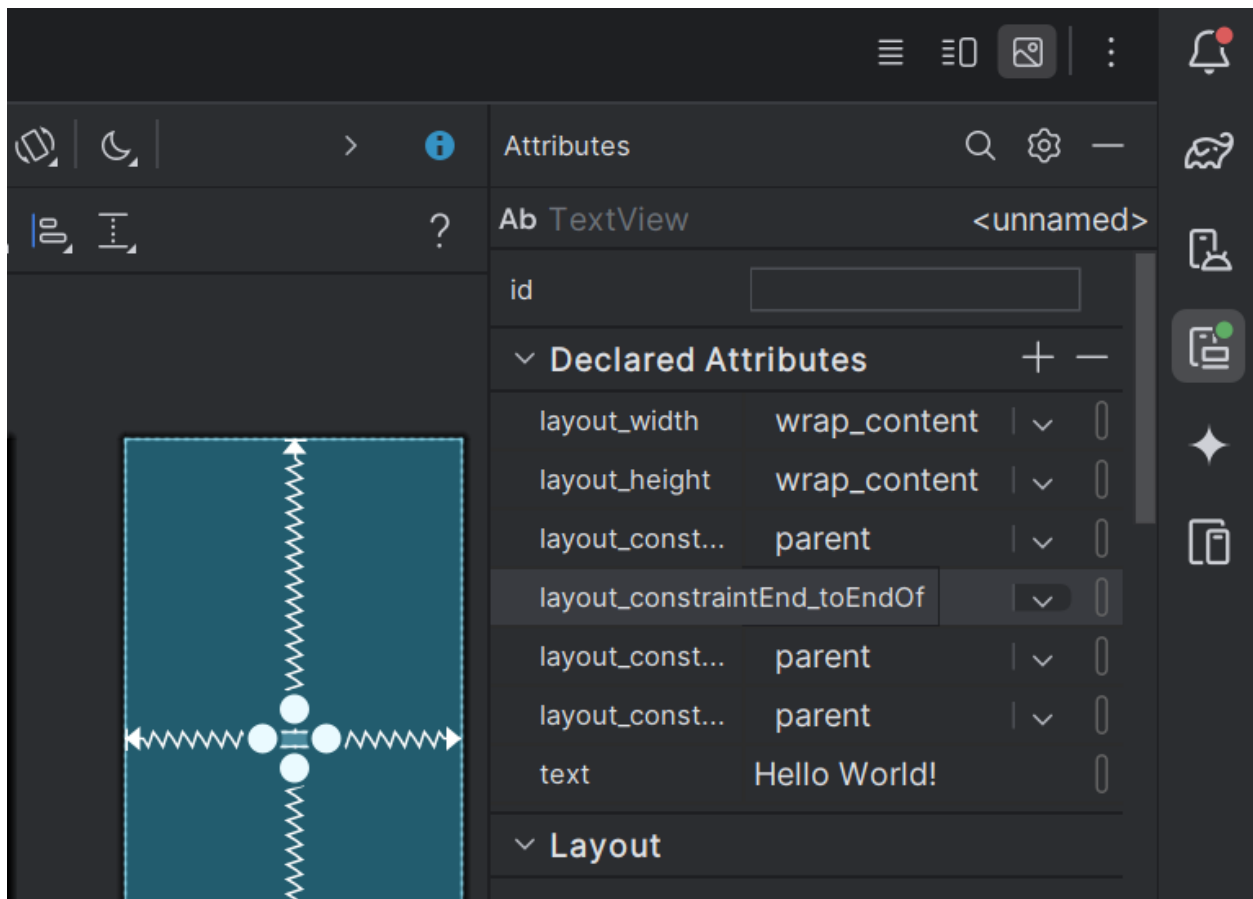 Attributes
Ab TextView <unnamed>
id
Declared Attributes
layout_width wrap_content
layout_height wrap_content
layout_const... parent
layout_constraintEnd_toEndOf
layout_const... parent
layout_const... parent
text Hello World!
Layout